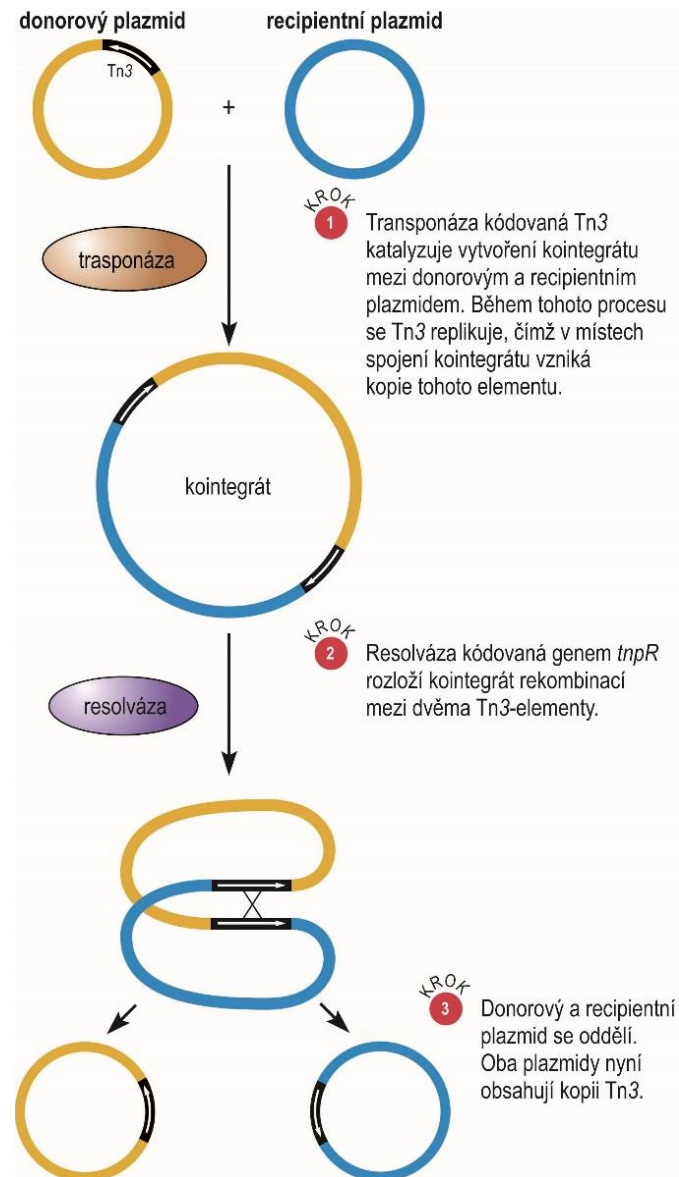 donorový plazmid
recipientní plazmid
Tn3
+
KROK
1
Transponáza kódovaná Tn3
katalyzuje vytvoření kointegrátu
mezi donorovým a recipientním
plazmidem. Během tohoto procesu
se Tn3 replikuje, čímž v místech
spojení kointegrátu vzniká
kopie tohoto elementu.
trasponáza
kointegrát
KROK
2
Resolváza kódovaná genem tnpR
rozloží kointegrát rekombinací
mezi dvěma Tn3-elementy.
resolváza
KROK
3
Donorový a recipientní
plazmid se oddělí.
Oba plazmidy nyní
obsahují kopii Tn3.